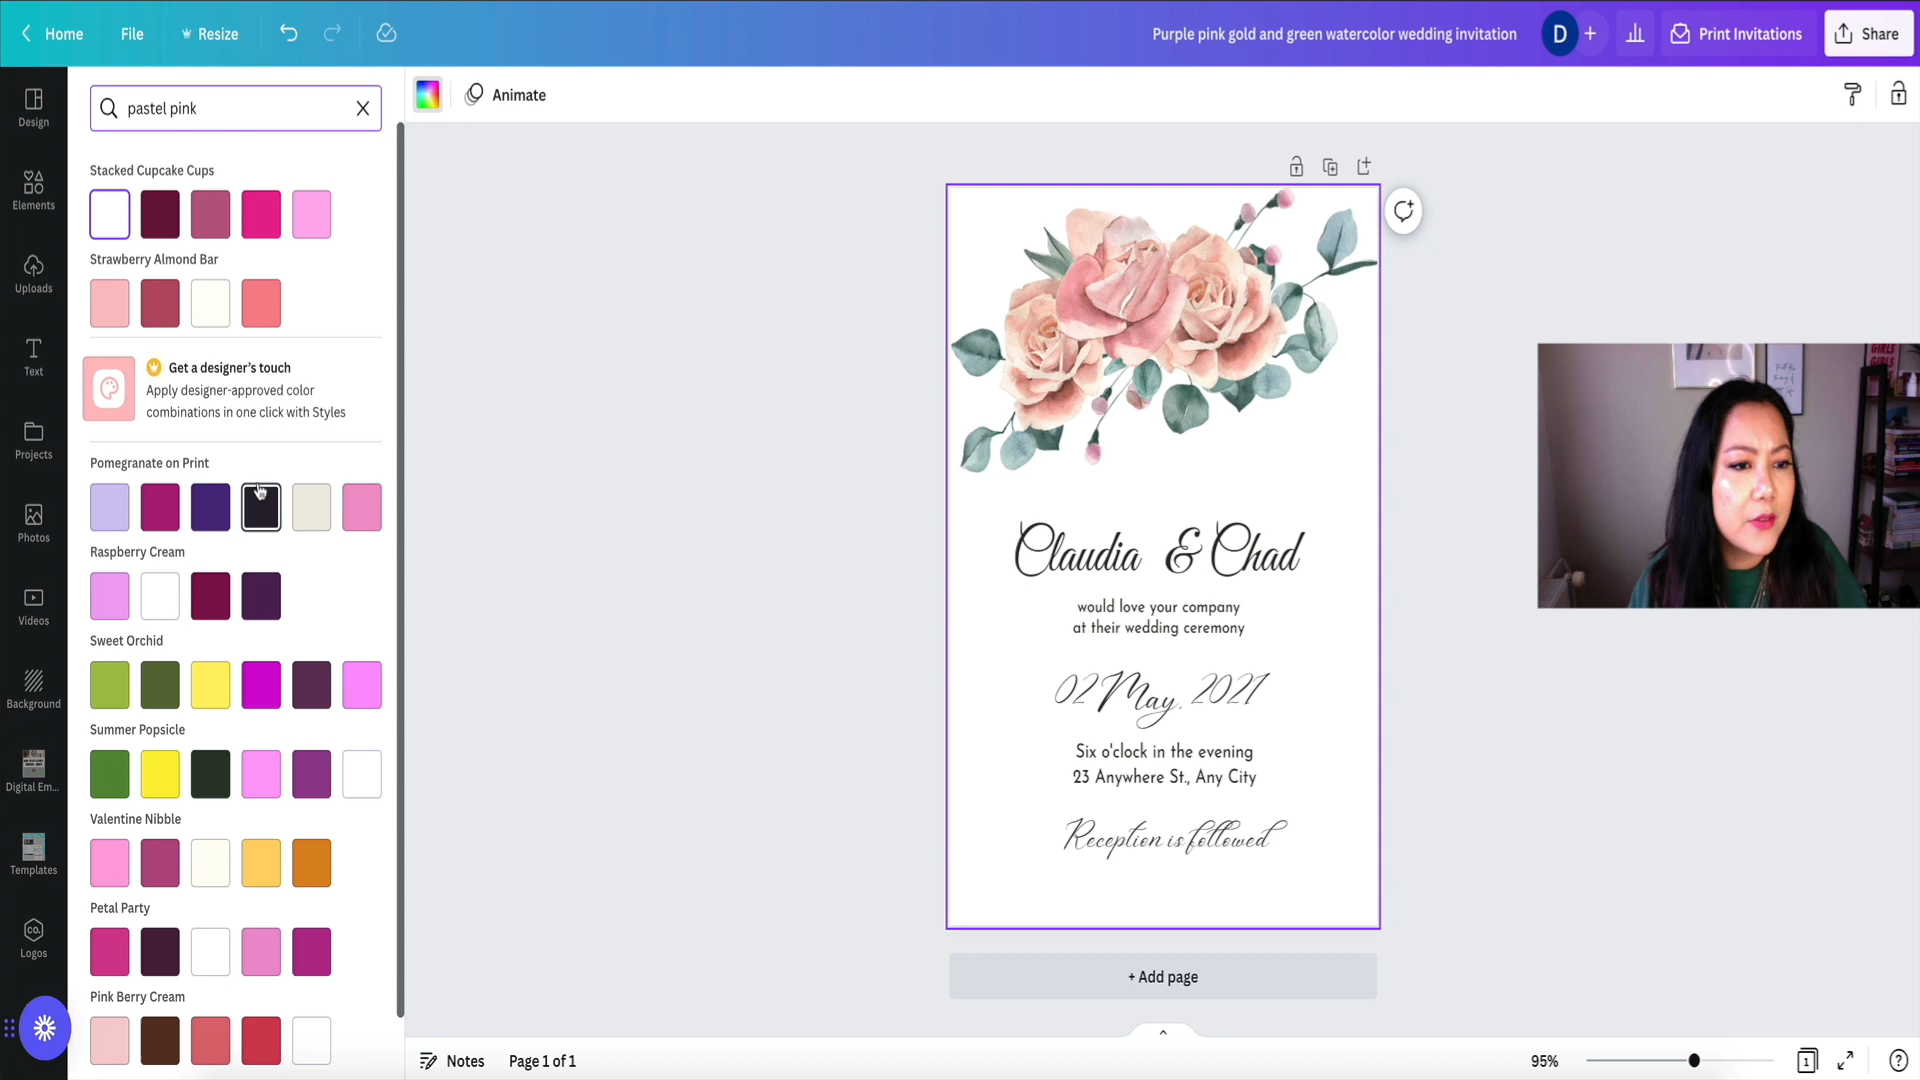 Home
File
Resize
Purple pink gold and green watercolor wedding invitation
D
Print Invitations
Share
pastel pink
Animate
Design
Elements
Uploads
Text
Projects
Photos
Videos
Background
Digital Em...
Templates
CO.
Logos
Stacked Cupcake Cups
Strawberry Almond Bar
Get a designer's touch
Apply designer-approved color
combinations in one click with Styles
Pomegranate on Print
Raspberry Cream
Sweet Orchid
Summer Popsicle
Valentine Nibble
Petal Party
Pink Berry Cream
Claudia & Chad
would love your company
at their wedding ceremony
02 May, 2021
Six o'clock in the evening
23 Anywhere St., Any City
Reception is followed
+ Add page
GIRLS
GIRLS
Notes
Page 1 of 1
95%
1
?